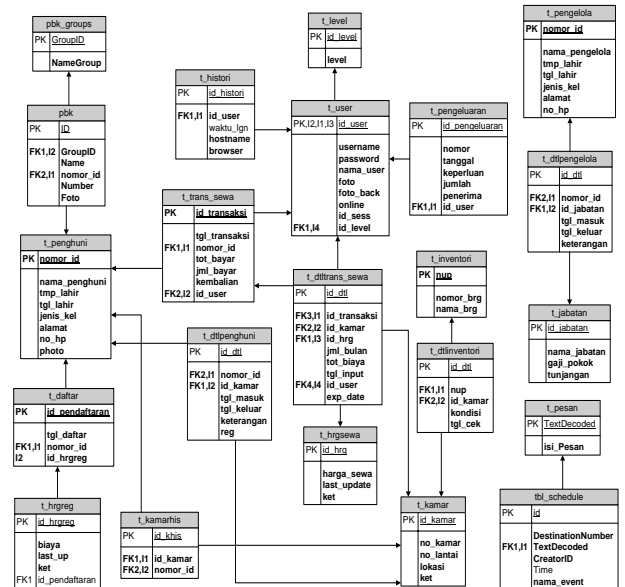 pbk_groups
PK GroupID
NameGroup
pbk
PK ID
FK1,I2 GroupID
Name
FK2,I1 nomor_id
Number
Foto
t_penghuni
PK nomor_id
nama_penghuni
tmp_lahir
tgl_lahir
jenis_kel
alamat
no_hp
photo
t_daftar
PK id_pendaftaran
tgl_daftar
FK1,I1 nomor_id
I2 id_hrgreg
t_hrgreg
PK id_hrgreg
biaya
last_up
ket
FK1 id_pendaftaran
t_histori
PK id_histori
FK1,I1 id_user
waktu_lgn
hostname
browser
t_trans_sewa
PK id_transaksi
tgl_transaksi
FK1,I1 nomor_id
tot_bayar
jml_bayar
kembalian
FK2,I2 id_user
t_dtlpenghuni
PK id_dtl
FK2,I1 nomor_id
FK1,I2 id_kamar
tgl_masuk
tgl_keluar
keterangan
reg
t_kamarhis
PK id_khis
FK1,I1 id_kamar
FK2,I2 nomor_id
t_level
PK id_level
level
t_user
PK,I2,I1,I3 id_user
username
password
nama_user
foto
foto_back
online
id_sess
FK1,I4 id_level
t_dtltrans_sewa
PK id_dtl
FK3,I1 id_transaksi
FK2,I2 id_kamar
FK1,I3 id_hrg
jml_bulan
tot_biaya
tgl_input
FK4,I4 id_user
exp_date
t_hrgsewa
PK id_hrg
harga_sewa
last_update
ket
t_pengeluaran
PK id_pengeluaran
nomor
tanggal
keperluan
jumlah
penerima
FK1,I1 id_user
t_inventori
PK nup
nomor_brg
nama_brg
t_dtlinventori
PK id_dtl
FK1,I1 nup
FK2,I2 id_kamar
kondisi
tgl_cek
t_kamar
PK id_kamar
no_kamar
no_lantai
lokasi
ket
t_pengelola
PK nomor_id
nama_pengelola
tmp_lahir
tgl_lahir
jenis_kel
alamat
no_hp
t_dtlpengelola
PK id_dtl
FK2,I1 nomor_id
FK1,I2 id_jabatan
tgl_masuk
tgl_keluar
keterangan
t_jabatan
PK id_jabatan
nama_jabatan
gaji_pokok
tunjangan
t_pesan
PK TextDecoded
isi_Pesan
tbl_schedule
PK id
DestinationNumber
FK1,I1 TextDecoded
CreatorID
Time
nama_event